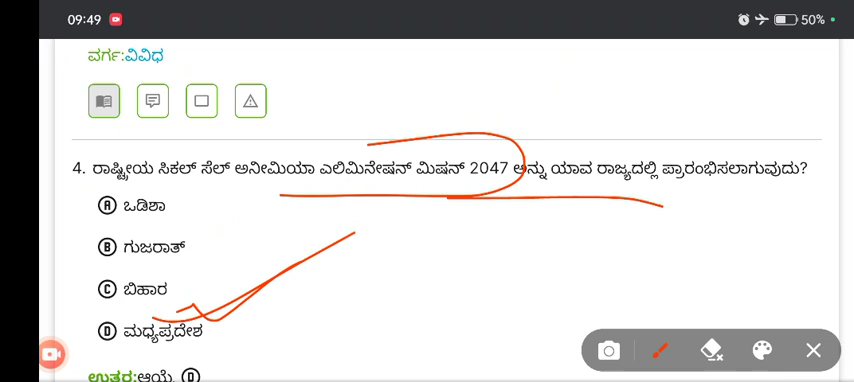 09:49
50%
ವರ್ಗ:ವಿವಿಧ
4. ರಾಷ್ಟ್ರೀಯ ಸಿಕಲ್ ಸೆಲ್ ಅನೀಮಿಯಾ ಎಲಿಮಿನೇಷನ್ ಮಿಷನ್ 2047 ಅನ್ನು ಯಾವ ರಾಜ್ಯದಲ್ಲಿ ಪ್ರಾರಂಭಿಸಲಾಗುವುದು?
A ಒಡಿಶಾ
B ಗುಜರಾತ್
C ಬಿಹಾರ
D ಮಧ್ಯಪ್ರದೇಶ
ಉತ್ತರ:ಆಯ್ಕೆ D